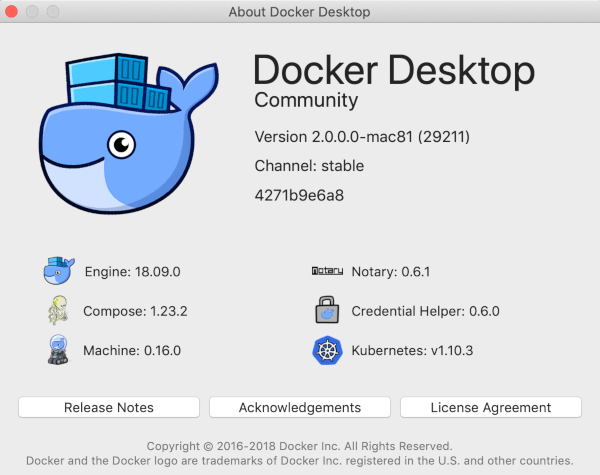 About Docker Desktop
Docker Desktop
Community
Version 2.0.0.0-mac81 (29211)
Channel: stable
4271b9e6a8
Engine: 18.09.0
notary Notary: 0.6.1
Compose: 1.23.2
Credential Helper: 0.6.0
Machine: 0.16.0
Kubernetes: v1.10.3
Release Notes
Acknowledgements
License Agreement
Copyright © 2016-2018 Docker Inc. All Rights Reserved.
Docker and the Docker logo are trademarks of Docker Inc. registered in the U.S. and other countries.